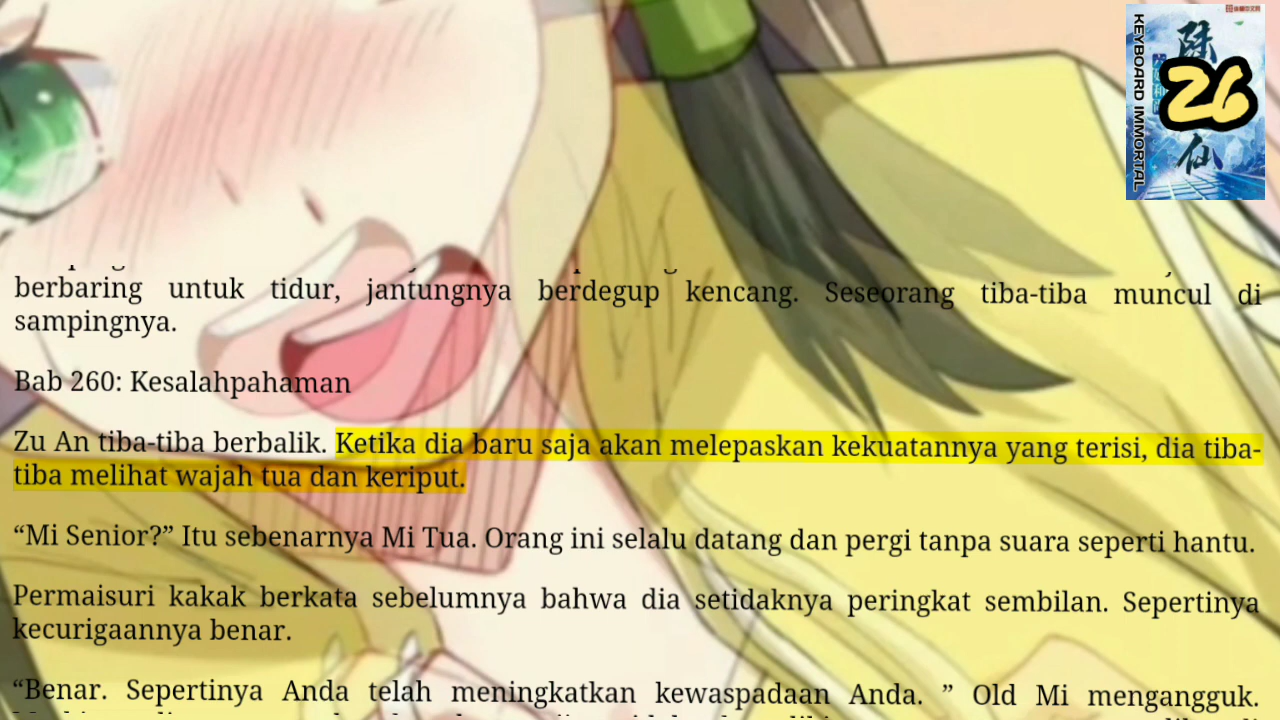 KEYBOARD IMMORTAL
26
仙
berbaring untuk tidur, jantungnya berdegup kencang. Seseorang tiba-tiba muncul di
sampingnya.
Bab 260: Kesalahpahaman
Zu An tiba-tiba berbalik. Ketika dia baru saja akan melepaskan kekuatannya yang terisi, dia tiba-
tiba melihat wajah tua dan keriput.
“Mi Senior?” Itu sebenarnya Mi Tua. Orang ini selalu datang dan pergi tanpa suara seperti hantu.
Permaisuri kakak berkata sebelumnya bahwa dia setidaknya peringkat sembilan. Sepertinya
kecurigaannya benar.
“Benar. Sepertinya Anda telah meningkatkan kewaspadaan Anda. ” Old Mi mengangguk.